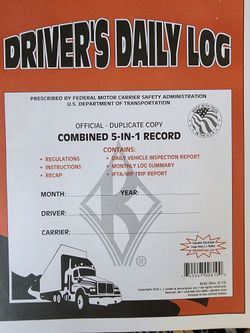 DRIVER'S DAILY LOG
PRESCRIBED BY FEDERAL MOTOR CARRIER SAFETY ADMINISTRATION
U.S. DEPARTMENT OF TRANSPORTATION
OFFICIAL - DUPLICATE COPY
COMBINED 5-IN-1 RECORD
CONTAINS:
• REGULATIONS
• INSTRUCTIONS
• RECAP
• DAILY VEHICLE INSPECTION REPORT
• MONTHLY LOG SUMMARY
• IFTA/IRP TRIP REPORT
MONTH:
YEAR:
DRIVER:
CARRIER:
®